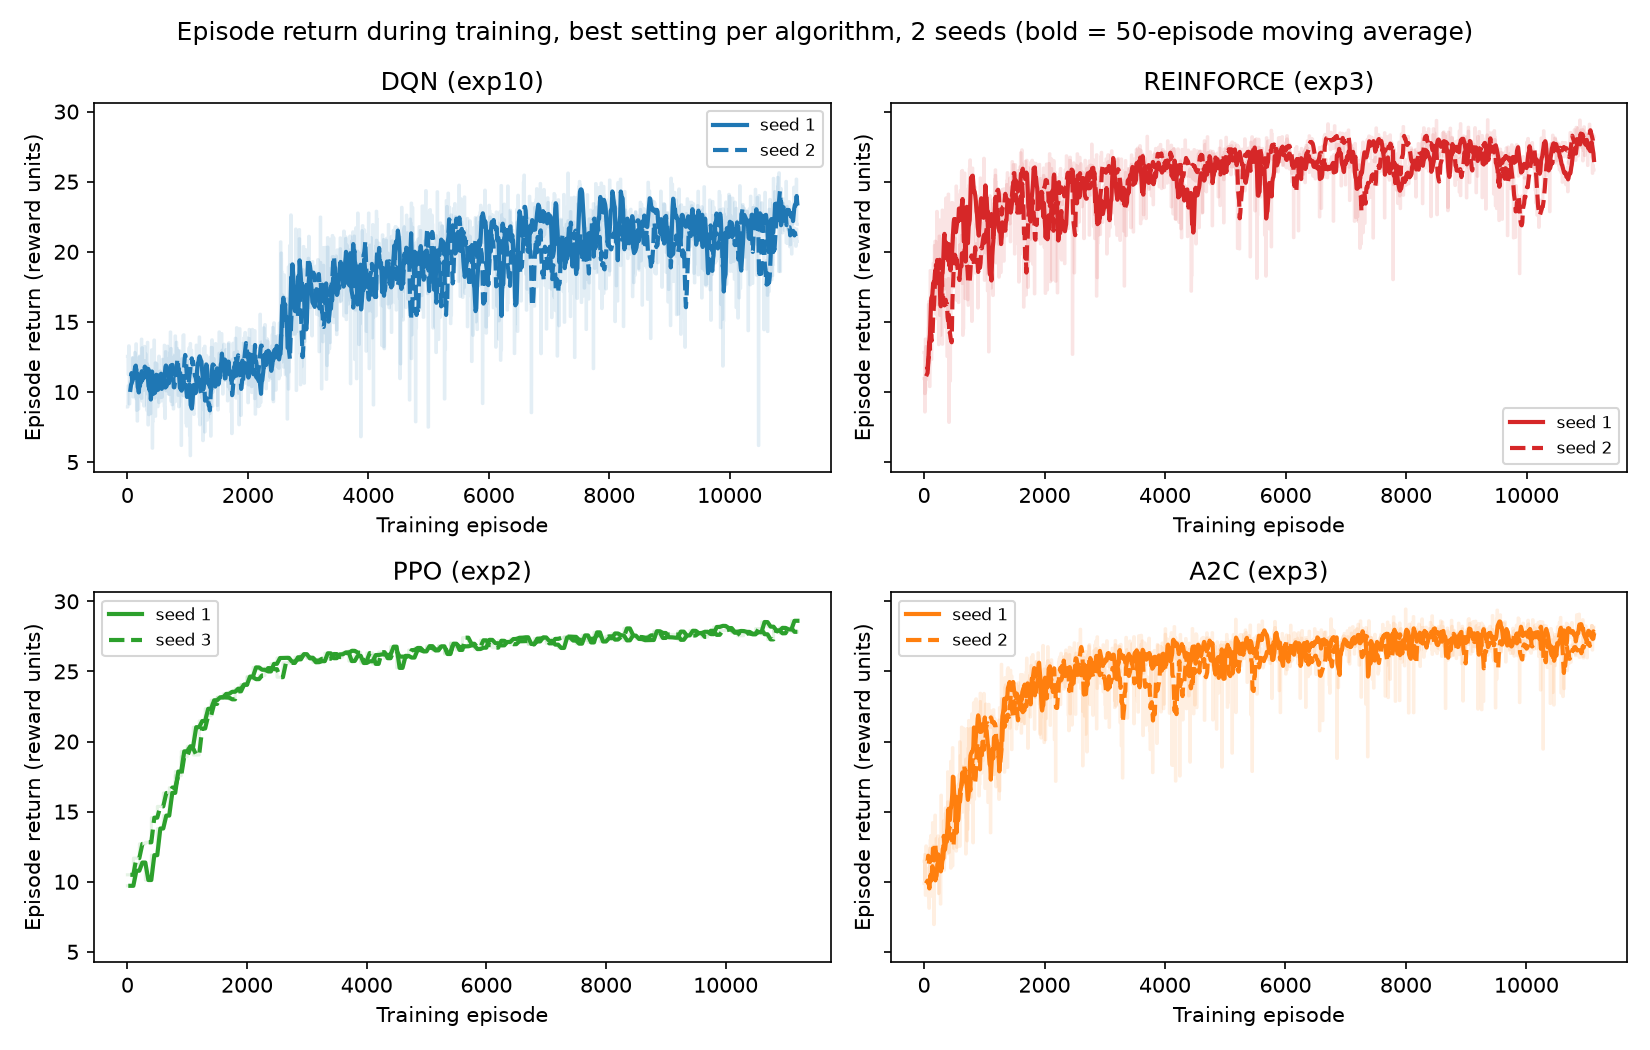 Episode return during training, best setting per algorithm, 2 seeds (bold = 50-episode moving average)
DQN (exp10)
30
25
20
15
10
5
Episode return (reward units)
seed 1
seed 2
0 2000 4000 6000 8000 10000
Training episode
REINFORCE (exp3)
Episode return (reward units)
seed 1
seed 2
0 2000 4000 6000 8000 10000
Training episode
PPO (exp2)
30
25
20
15
10
5
Episode return (reward units)
seed 1
seed 3
0 2000 4000 6000 8000 10000
Training episode
A2C (exp3)
Episode return (reward units)
seed 1
seed 2
0 2000 4000 6000 8000 10000
Training episode